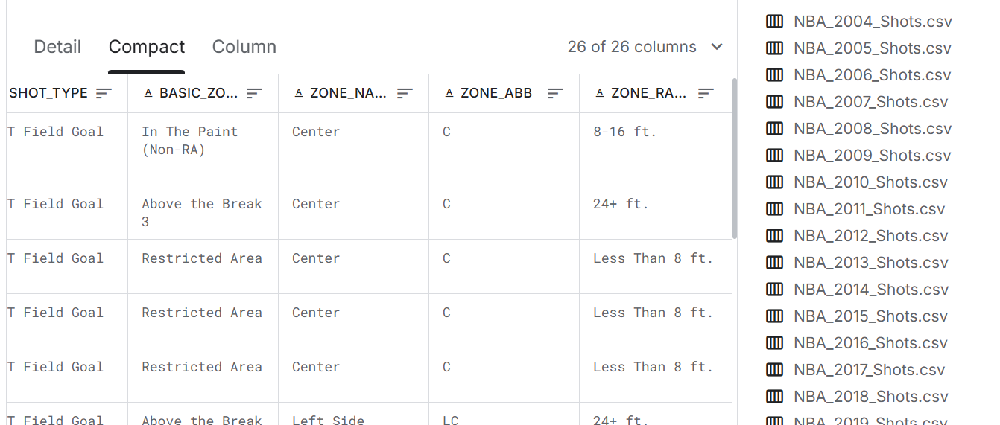 Detail Compact Column 26 of 26 columns
SHOT_TYPE A BASIC_ZO... A ZONE_NA... A ZONE_ABB A ZONE_RA...
T Field Goal In The Paint Center C 8-16 ft.
(Non-RA)
T Field Goal Above the Break Center C 24+ ft.
3
T Field Goal Restricted Area Center C Less Than 8 ft.
T Field Goal Restricted Area Center C Less Than 8 ft.
T Field Goal Restricted Area Center C Less Than 8 ft.
T Field Goal Above the Break Left Side LC 24+ ft.
NBA_2004_Shots.csv
NBA_2005_Shots.csv
NBA_2006_Shots.csv
NBA_2007_Shots.csv
NBA_2008_Shots.csv
NBA_2009_Shots.csv
NBA_2010_Shots.csv
NBA_2011_Shots.csv
NBA_2012_Shots.csv
NBA_2013_Shots.csv
NBA_2014_Shots.csv
NBA_2015_Shots.csv
NBA_2016_Shots.csv
NBA_2017_Shots.csv
NBA_2018_Shots.csv
NBA_2019_Shots.csv